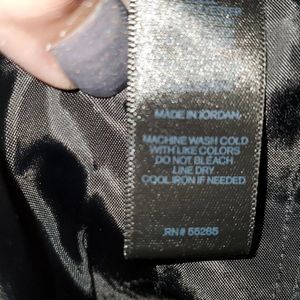 MADE IN JORDAN
MACHINE WASH COLD
WITH LIKE COLORS
DO NOT BLEACH
LINE DRY
COOL IRON IF NEEDED
RN# 55285